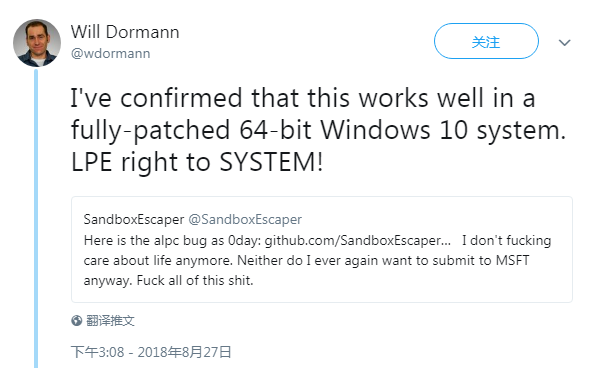 Will Dormann
@wdormann
关注
I've confirmed that this works well in a
fully-patched 64-bit Windows 10 system.
LPE right to SYSTEM!
SandboxEscaper @SandboxEscaper
Here is the alpc bug as 0day: github.com/SandboxEscaper... I don't fucking
care about life anymore. Neither do I ever again want to submit to MSFT
anyway. Fuck all of this shit.
翻译推文
下午3:08 - 2018年8月27日